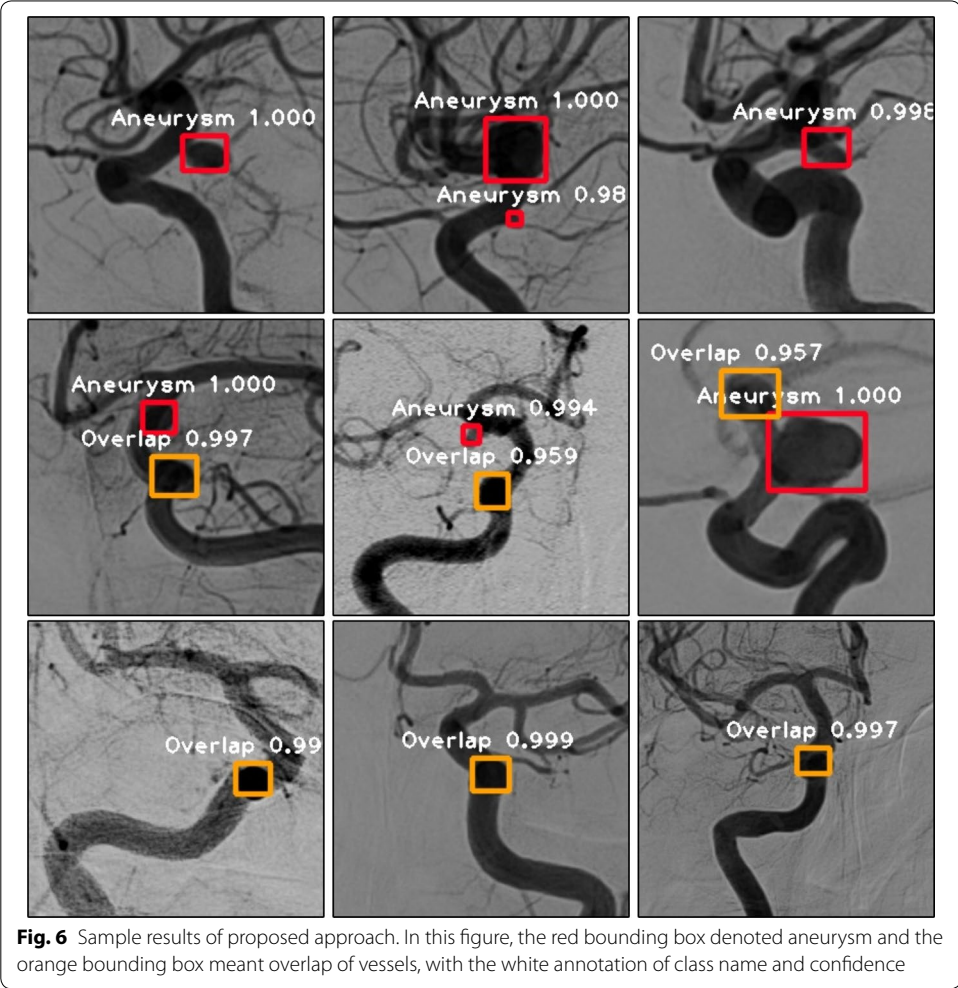 Aneurysm 1.000
Aneurysm 1.000
Aneurysm 0.98
Aneurysm 0.998
Aneurysm 1.000
Overlap 0.997
Aneurysm 0.994
Overlap 0.959
Overlap 0.957
Aneurysm 1.000
Overlap 0.99
Overlap 0.999
Overlap 0.997
Fig. 6 Sample results of proposed approach. In this figure, the red bounding box denoted aneurysm and the
orange bounding box meant overlap of vessels, with the white annotation of class name and confidence